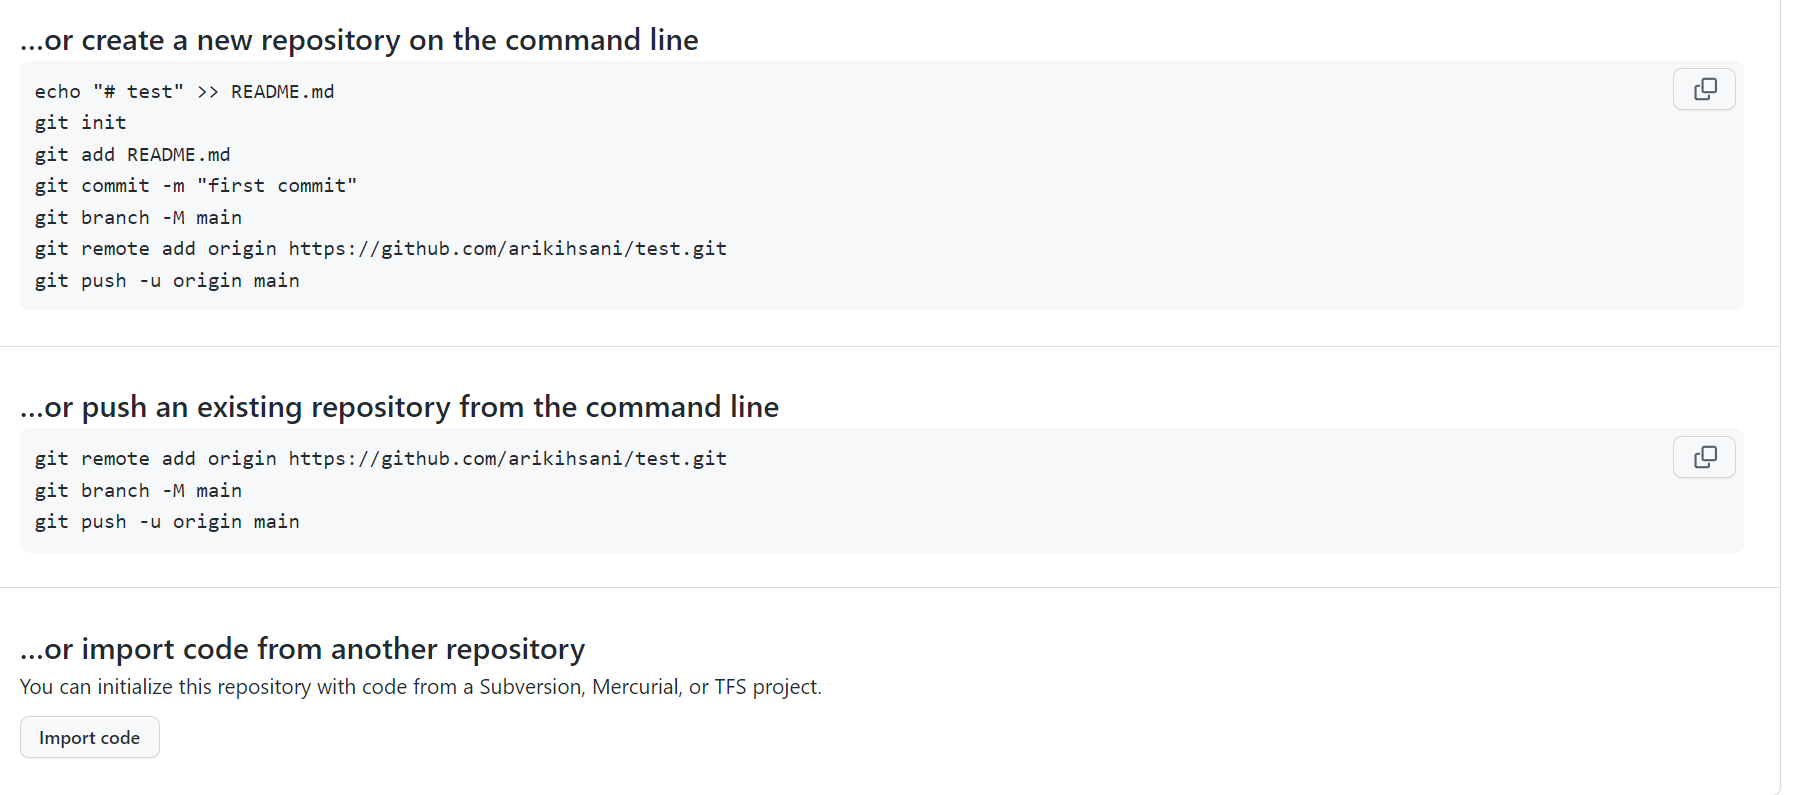 ...or create a new repository on the command line
echo "# test" >> README.md
git init
git add README.md
git commit -m "first commit"
git branch -M main
git remote add origin https://github.com/arikihsani/test.git
git push -u origin main
...or push an existing repository from the command line
git remote add origin https://github.com/arikihsani/test.git
git branch -M main
git push -u origin main
...or import code from another repository
You can initialize this repository with code from a Subversion, Mercurial, or TFS project.
Import code